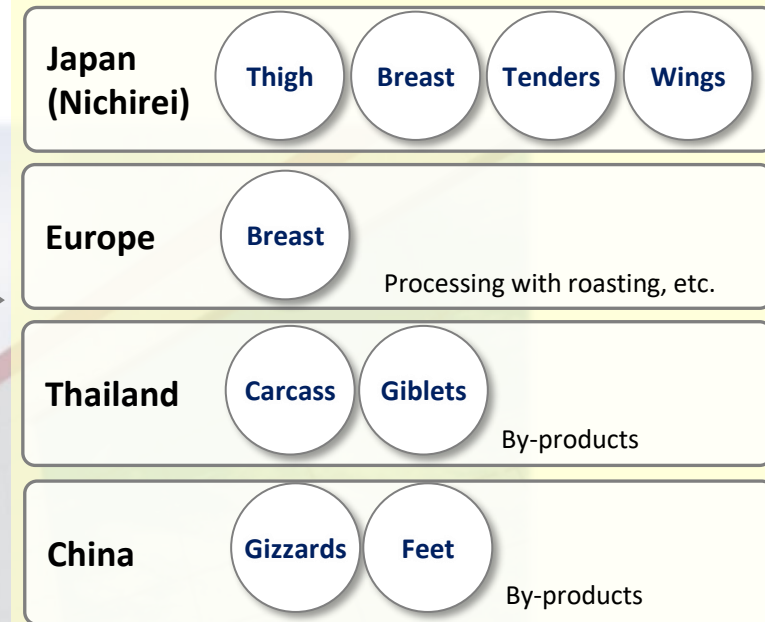 Japan
(Nichirei)
Thigh
Breast
Tenders
Wings
Europe
Breast
Processing with roasting, etc.
Thailand
Carcass
Giblets
By-products
China
Gizzards
Feet
By-products